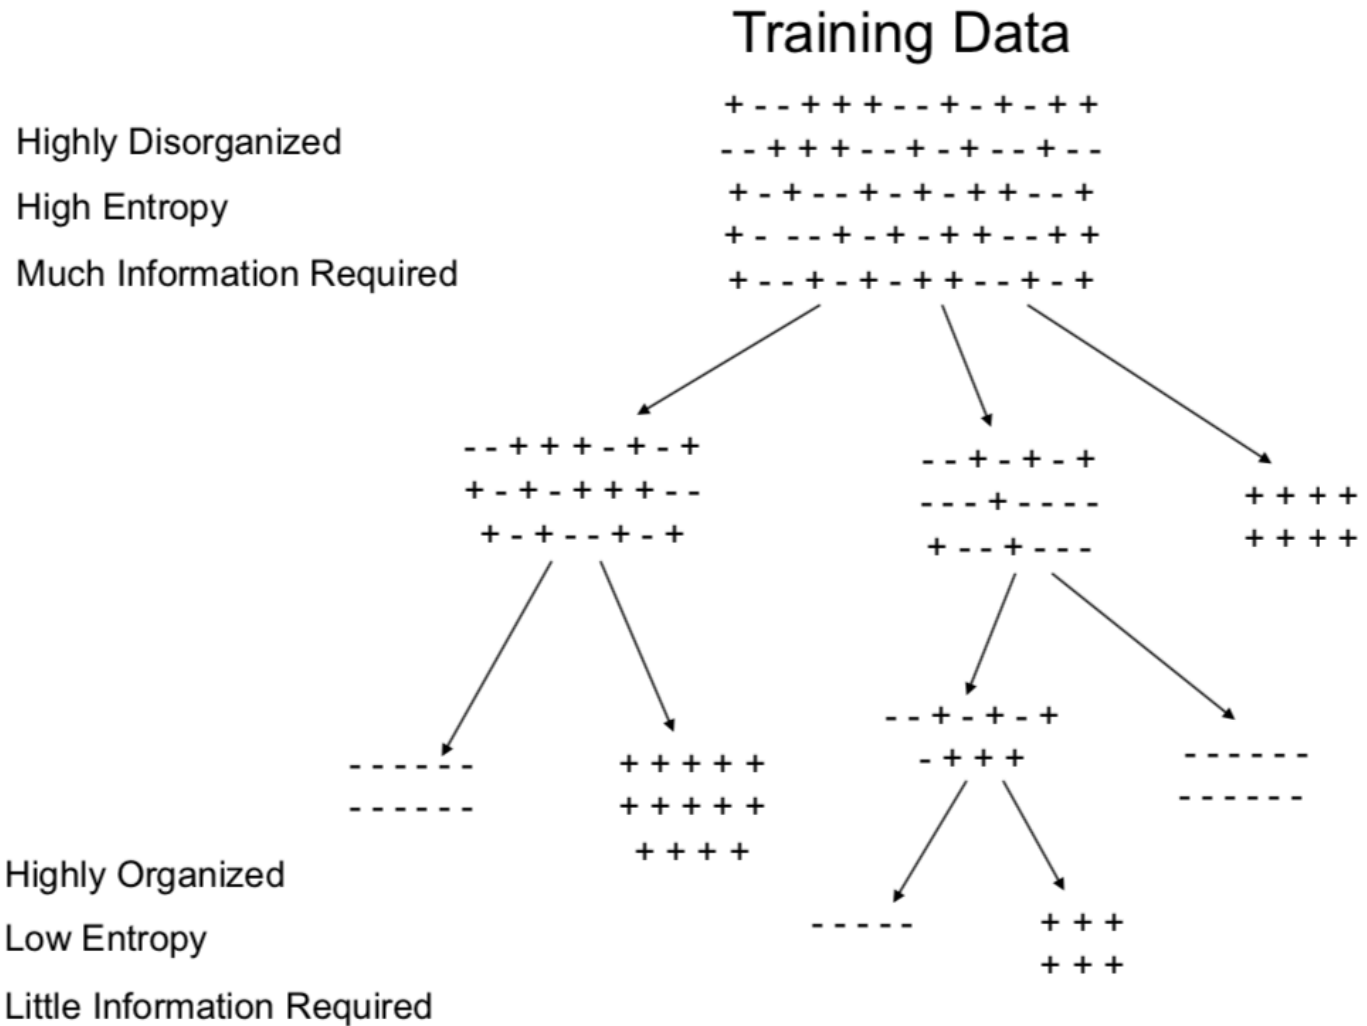 Training Data
+ - - + + + - - + - + - + +
Highly Disorganized
- - + + + - - + - + - - + - -
High Entropy
+ - + - - + - + - + + - - +
+ - - - + - + - + + - - + +
Much Information Required
+ - - + - + - + + - - + - +
- - + + + - + - +
- - + - + - +
+ - + - + + + - -
- - - + - - - -
+ + + +
+ - + - - + - +
+ - - + - - -
+ + + +
- - + - + - +
- + + +
- - - - - -
+ + + + +
- - - - - -
- - - - - -
+ + + + +
- - - - - -
+ + + +
Highly Organized
- - - - -
+ + +
Low Entropy
+ + +
Little Information Required